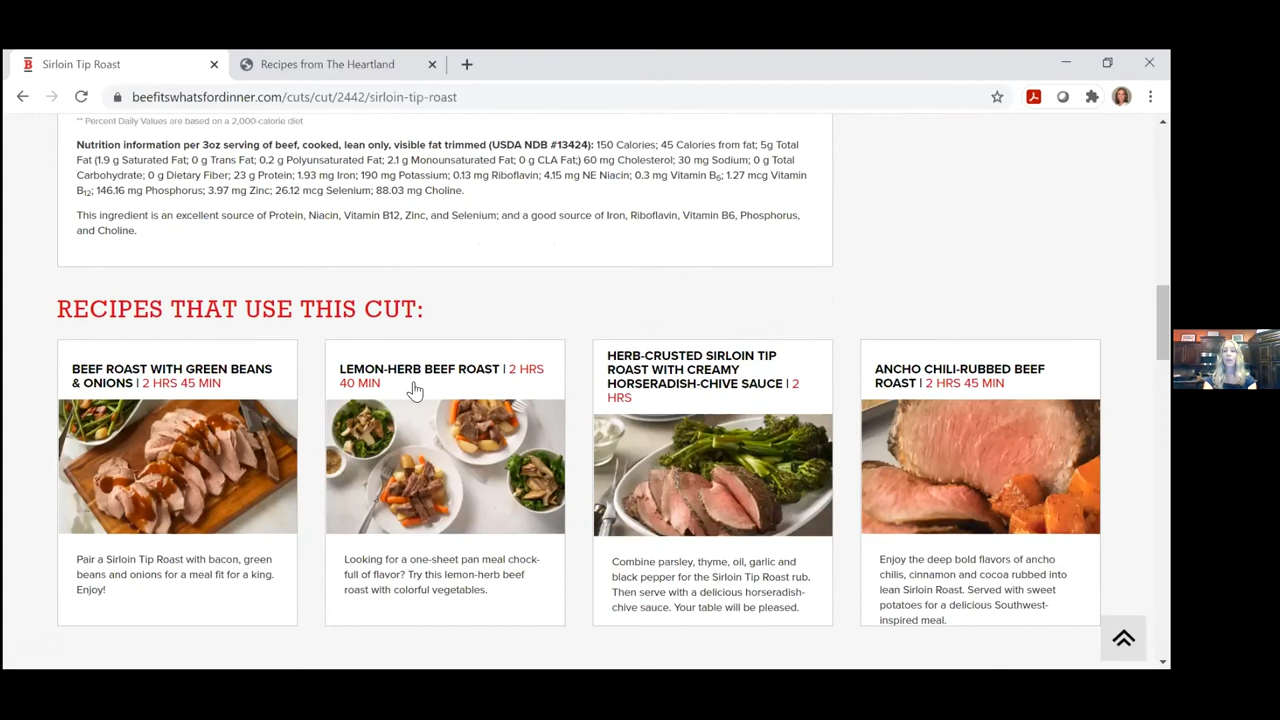 Sirloin Tip Roast
Recipes from The Heartland
beefitswhatsfordinner.com/cuts/cut/2442/sirloin-tip-roast
** Percent Daily Values are based on a 2,000-calorie diet
Nutrition information per 3oz serving of beef, cooked, lean only, visible fat trimmed (USDA NDB #13424): 150 Calories; 45 Calories from fat; 5g Total
Fat (1.9 g Saturated Fat; 0 g Trans Fat; 0.2 g Polyunsaturated Fat; 2.1 g Monounsaturated Fat; 0 g CLA Fat;) 60 mg Cholesterol; 30 mg Sodium; 0 g Total
Carbohydrate; 0 g Dietary Fiber; 23 g Protein; 1.93 mg Iron; 190 mg Potassium; 0.13 mg Riboflavin; 4.15 mg NE Niacin; 0.3 mg Vitamin B6; 1.27 mcg Vitamin
B12; 146.16 mg Phosphorus; 3.97 mg Zinc; 26.12 mcg Selenium; 88.03 mg Choline.
This ingredient is an excellent source of Protein, Niacin, Vitamin B12, Zinc, and Selenium; and a good source of Iron, Riboflavin, Vitamin B6, Phosphorus,
and Choline.
RECIPES THAT USE THIS CUT:
BEEF ROAST WITH GREEN BEANS
& ONIONS | 2 HRS 45 MIN
Pair a Sirloin Tip Roast with bacon, green
beans and onions for a meal fit for a king.
Enjoy!
LEMON-HERB BEEF ROAST | 2 HRS
40 MIN
Looking for a one-sheet pan meal chock-
full of flavor? Try this lemon-herb beef
roast with colorful vegetables.
HERB-CRUSTED SIRLOIN TIP
ROAST WITH CREAMY
HORSERADISH-CHIVE SAUCE | 2
HRS
Combine parsley, thyme, oil, garlic and
black pepper for the Sirloin Tip Roast rub.
Then serve with a delicious horseradish-
chive sauce. Your table will be pleased.
ANCHO CHILI-RUBBED BEEF
ROAST | 2 HRS 45 MIN
Enjoy the deep bold flavors of ancho
chilis, cinnamon and cocoa rubbed into
lean Sirloin Roast. Served with sweet
potatoes for a delicious Southwest-
inspired meal.